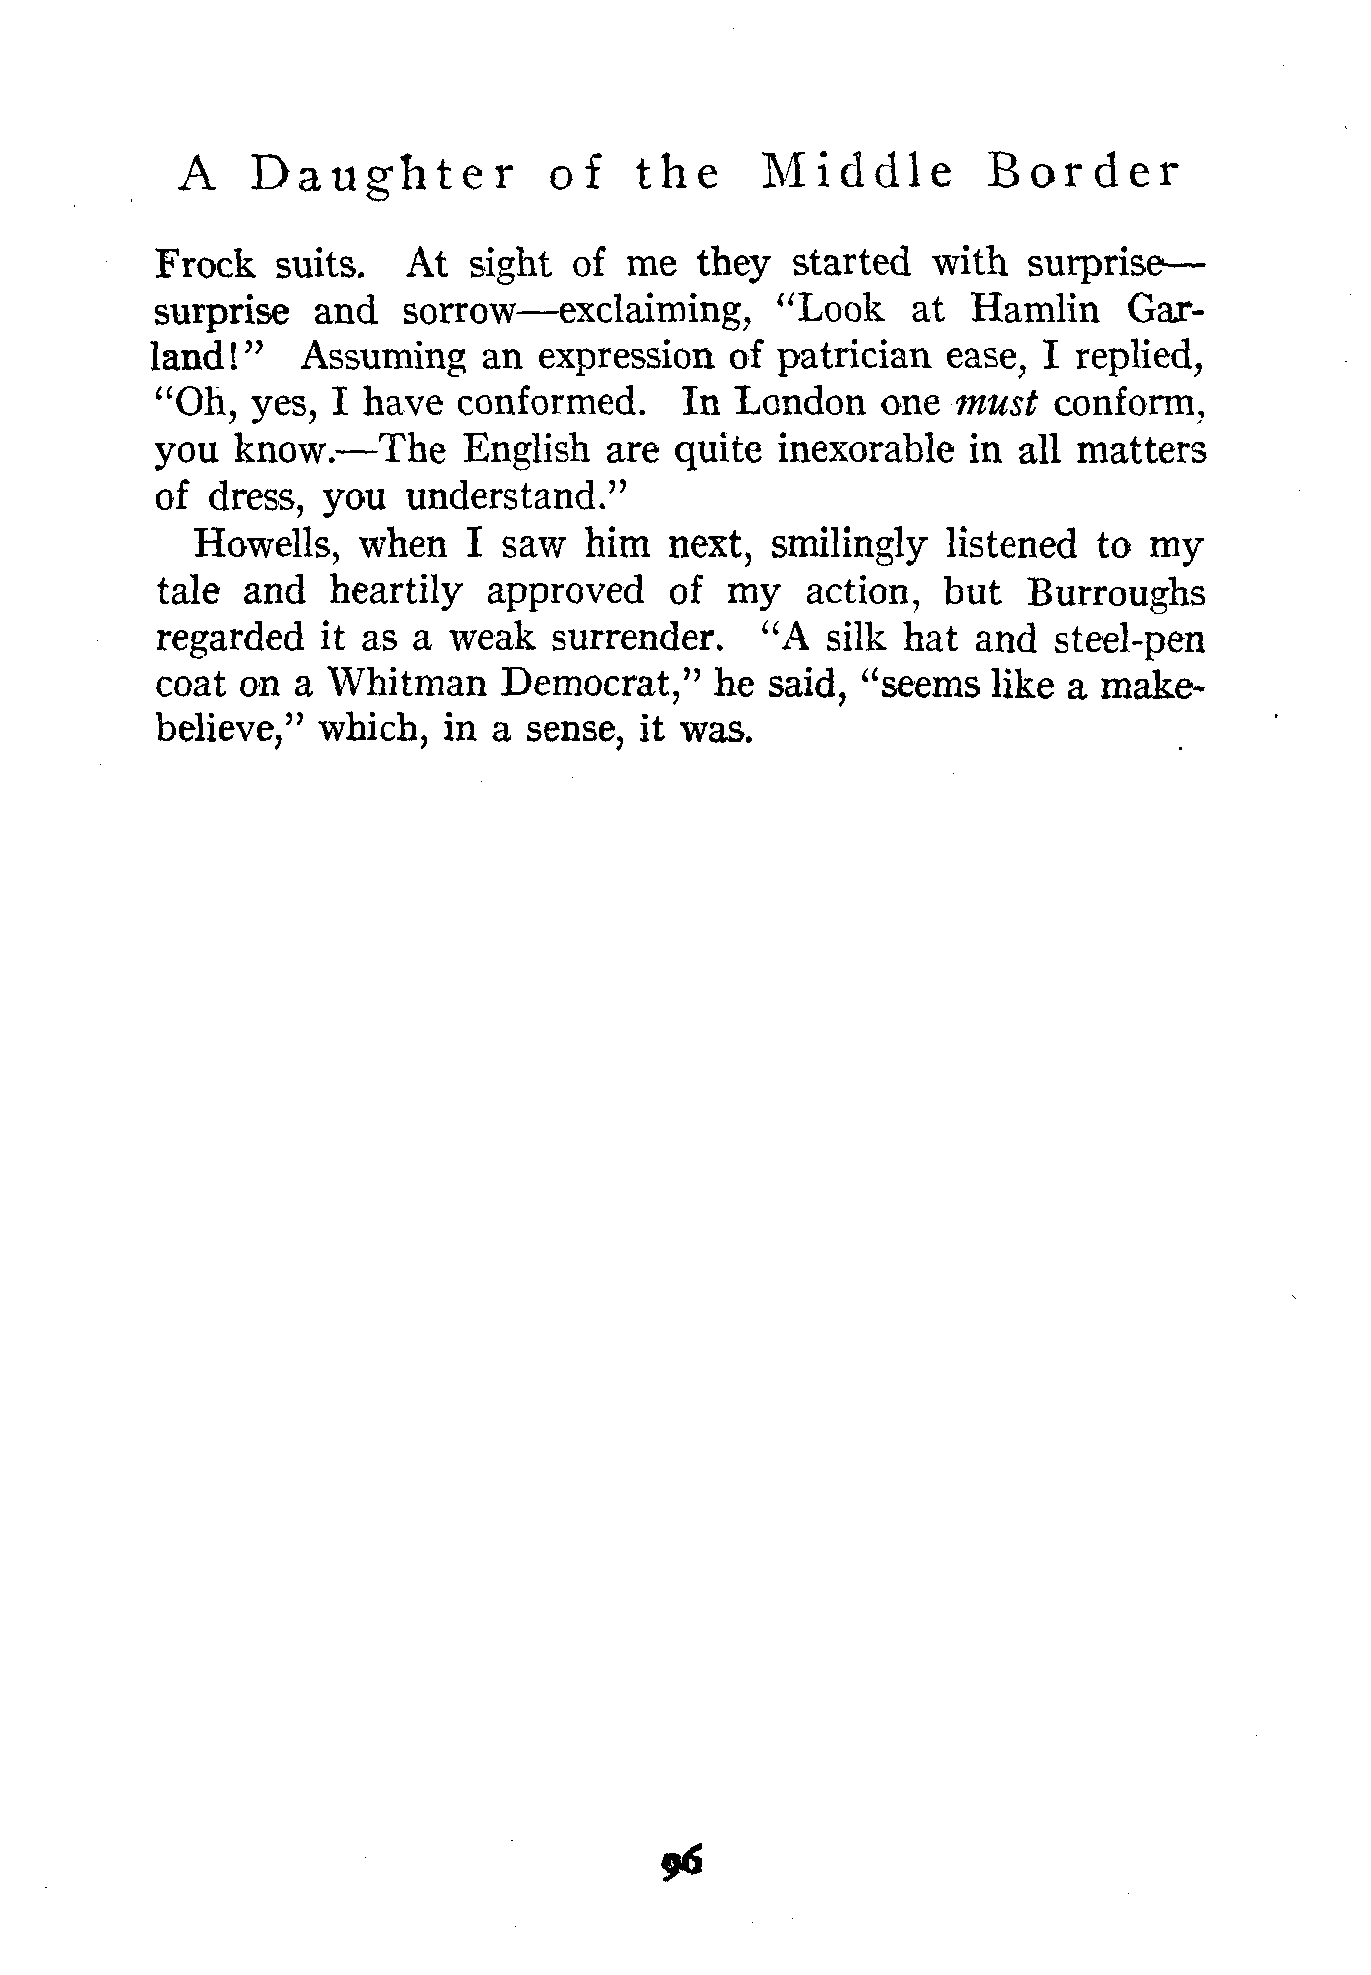 A Daughter of the Middle Border
Frock suits. At sight of me they started with surprise—
surprise and sorrow—exclaiming, “Look at Hamlin Gar-
land!” Assuming an expression of patrician ease, I replied,
“Oh, yes, I have conformed. In London one must conform,
you know.—The English are quite inexorable in all matters
of dress, you understand.”
Howells, when I saw him next, smilingly listened to my
tale and heartily approved of my action, but Burroughs
regarded it as a weak surrender. “A silk hat and steel-pen
coat on a Whitman Democrat,” he said, “seems like a make-
believe,” which, in a sense, it was.
96